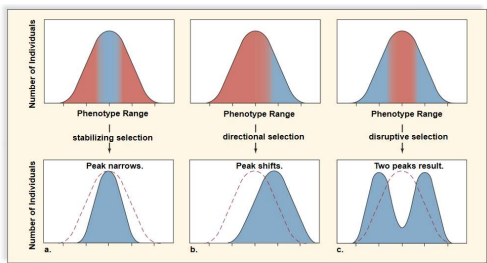 Number of Individuals
Phenotype Range
Phenotype Range
Phenotype Range
stabilizing selection
directional selection
disruptive selection
Number of Individuals
Peak narrows.
Peak shifts.
Two peaks result.
a.
b.
c.